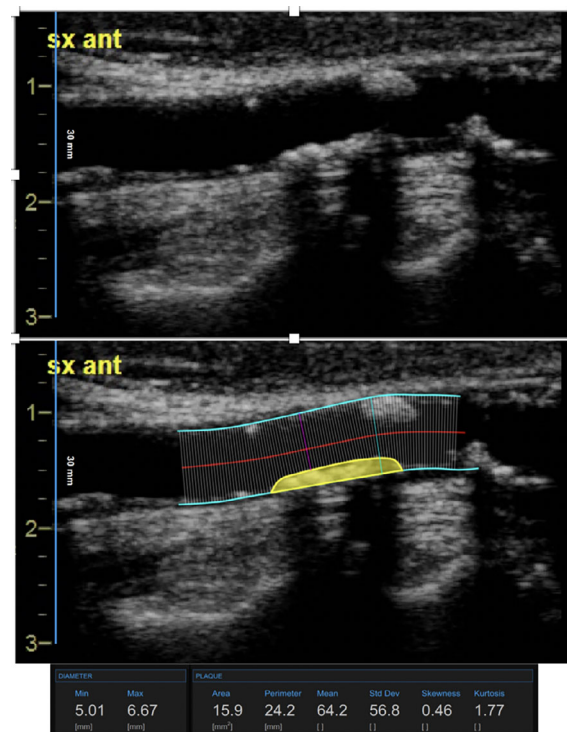 sx ant
1
30 mm
2
3
sx ant
1
30 mm
2
3
DIAMETER PLAQUE
Min Max Area Perimeter Mean Std Dev Skewness Kurtosis
5.01 6.67 15.9 24.2 64.2 56.8 0.46 1.77
[mm] [mm] [mm²] [mm] [ ] [ ] [ ] [ ]